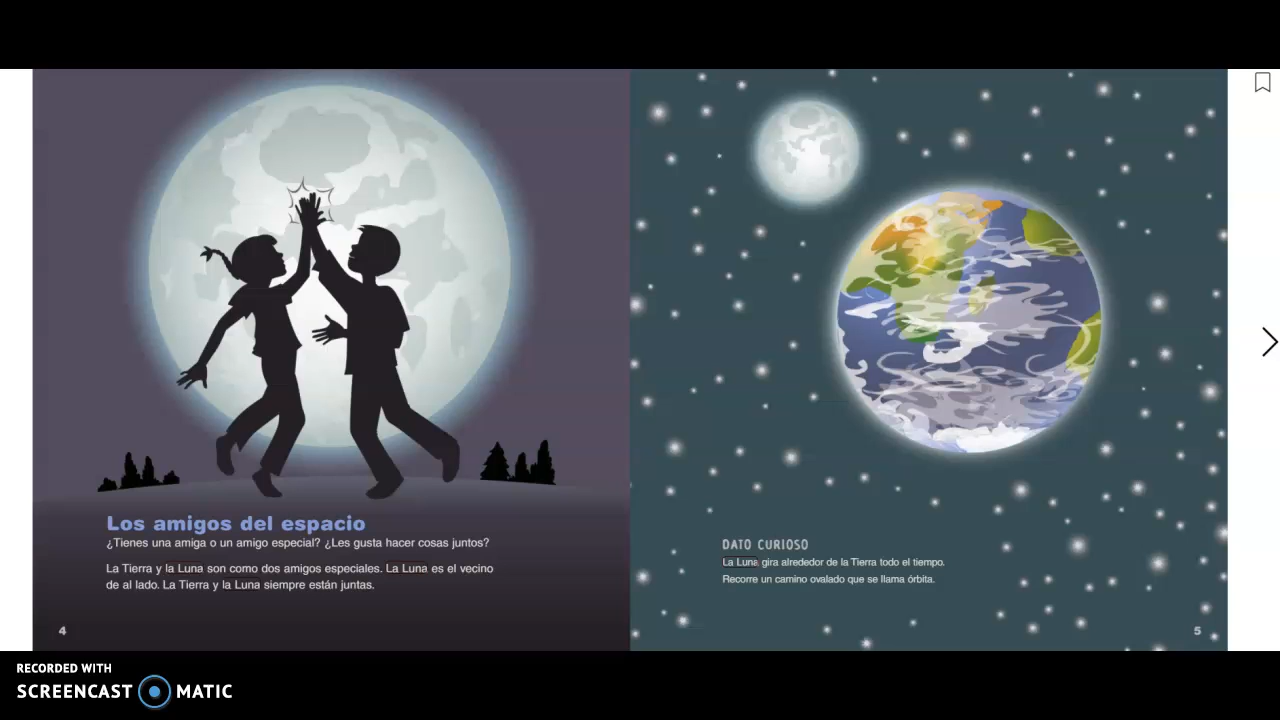 Los amigos del espacio
¿Tienes una amiga o un amigo especial? ¿Les gusta hacer cosas juntos?
La Tierra y la Luna son como dos amigos especiales. La Luna es el vecino
de al lado. La Tierra y la Luna siempre están juntas.
4
DATO CURIOSO
La Luna gira alrededor de la Tierra todo el tiempo.
Recorre un camino ovalado que se llama órbita.
5
RECORDED WITH
SCREENCAST MATIC